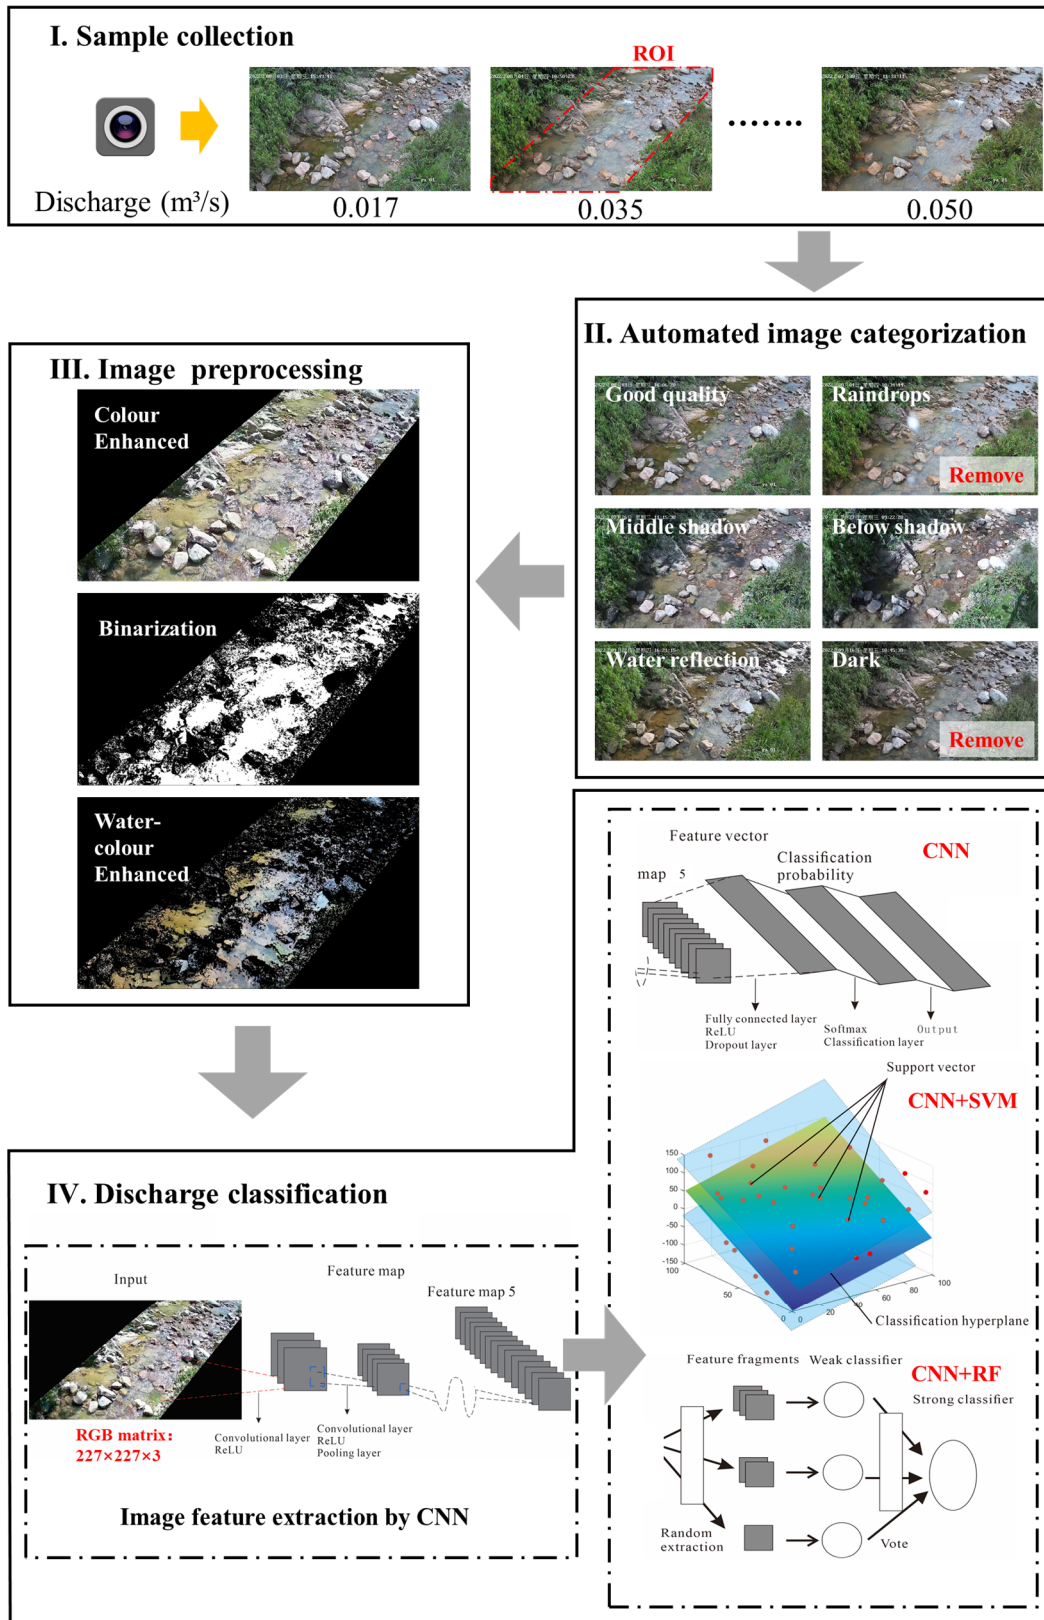 I. Sample collection
ROI
.......
Discharge (m³/s)
0.017
0.035
0.050
II. Automated image categorization
Good quality
Raindrops
Remove
Middle shadow
Below shadow
Water reflection
Dark
Remove
III. Image preprocessing
Colour
Enhanced
Binarization
Water-
colour
Enhanced
IV. Discharge classification
Input
Feature map
Feature map 5
RGB matrix:
227×227×3
Convolutional layer
ReLU
Convolutional layer
ReLU
Pooling layer
Image feature extraction by CNN
CNN
Feature vector
map 5
Classification
probability
Fully connected layer
ReLU
Dropout layer
Softmax
Classification layer
Output
CNN+SVM
Support vector
150
100
50
0
-50
-100
-150
100
50
0
0
20
40
60
80
100
Classification hyperplane
CNN+RF
Feature fragments
Weak classifier
Strong classifier
Random
extraction
Vote